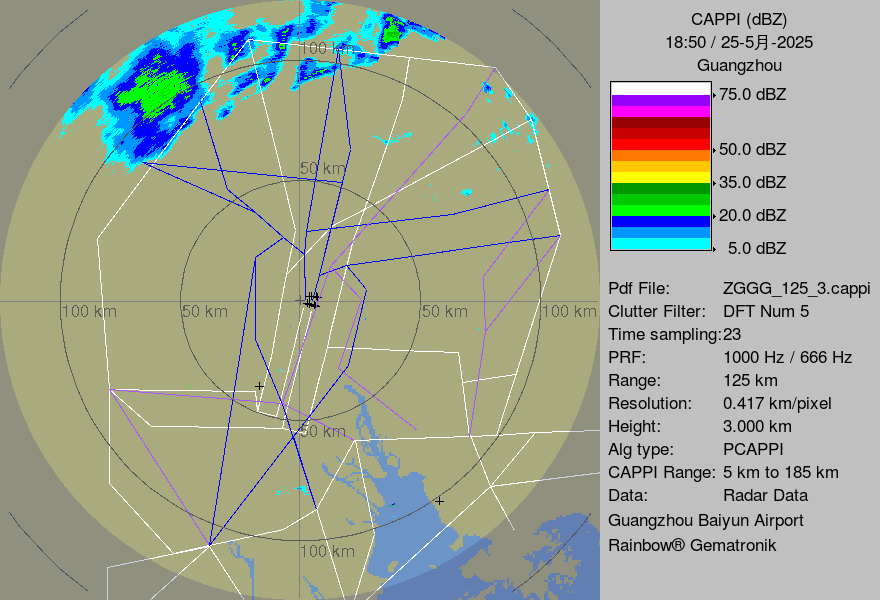 CAPPI (dBZ)
18:50 / 25-5月-2025
Guangzhou
75.0 dBZ
50.0 dBZ
35.0 dBZ
20.0 dBZ
5.0 dBZ
Pdf File: ZGGG_125_3.cappi
Clutter Filter: DFT Num 5
Time sampling:23
PRF: 1000 Hz / 666 Hz
Range: 125 km
Resolution: 0.417 km/pixel
Height: 3.000 km
Alg type: PCAPPI
CAPPI Range: 5 km to 185 km
Data: Radar Data
Guangzhou Baiyun Airport
Rainbow® Gematronik
100 km
50 km
100 km
50 km
50 km
100 km
50 km
100 km